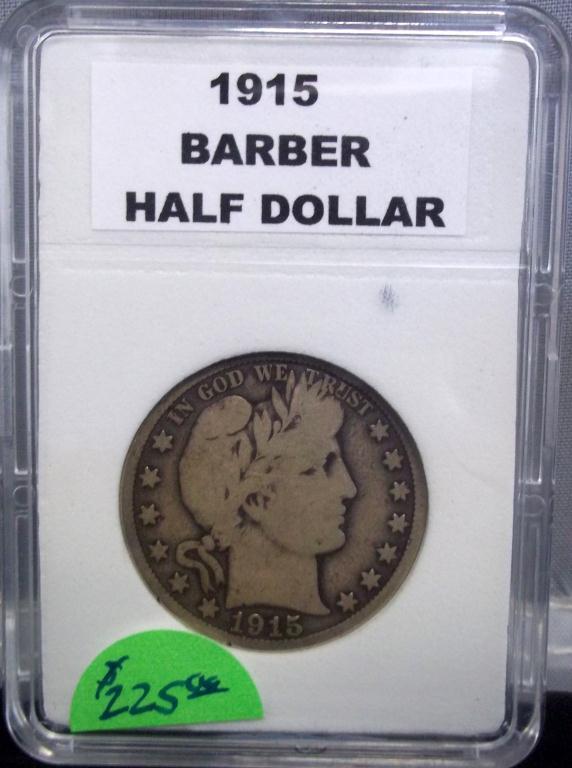 1915
BARBER
HALF DOLLAR
IN GOD WE TRUST
1915
$225.00